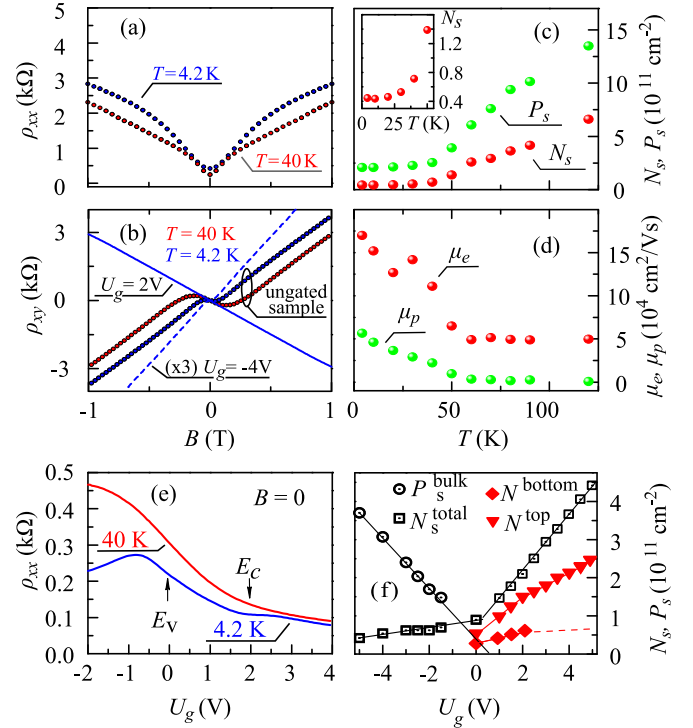 (a)
T = 4.2 K
T = 40 K
ρxx (kΩ)
4
3
2
1
0
(c)
Ns
1.2
0.8
0.4
25
T (K)
Ps
Ns
15
10
5
0
Ns, Ps (10^11 cm^-2)
(b)
T = 40 K
T = 4.2 K
Ug = 2V
ungated
sample
(x3) Ug = -4V
ρxy (kΩ)
3
0
-3
-1
0
1
B (T)
(d)
μe
μp
15
10
5
0
μe, μp (10^4 cm^2/Vs)
0
50
100
T (K)
(e)
B = 0
40 K
EC
EV
4.2 K
ρxx (kΩ)
0.5
0.4
0.3
0.2
0.1
0.0
-2
-1
0
1
2
3
4
Ug (V)
Ps bulk
Ns total
N bottom
N top
(f)
4
3
2
1
0
Ns, Ps (10^11 cm^-2)
-4
-2
0
2
4
Ug (V)